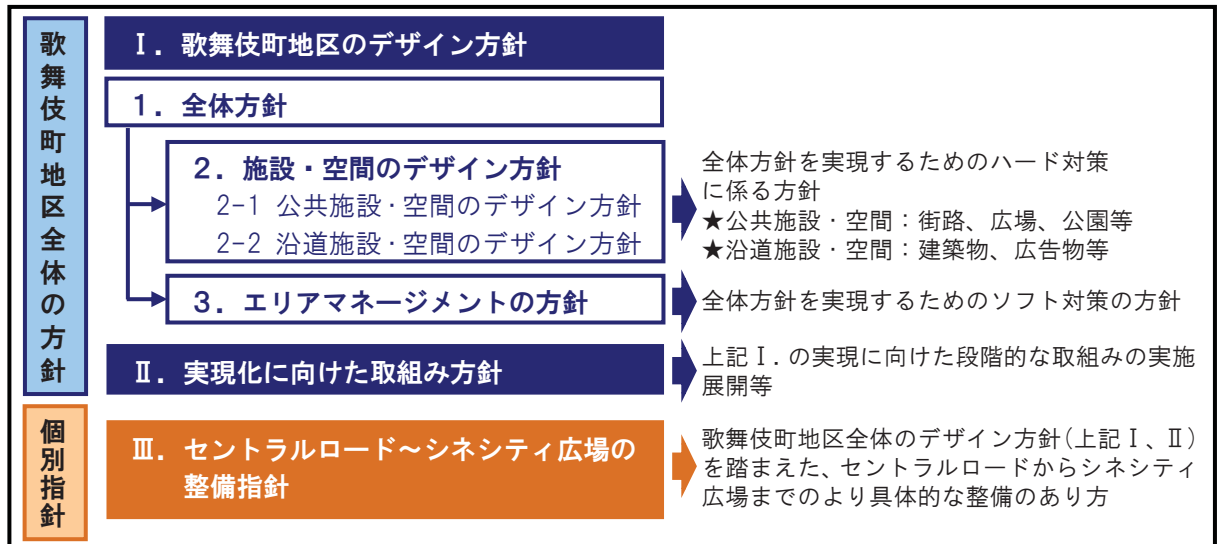 歌舞伎町地区全体の方針
Ⅰ．歌舞伎町地区のデザイン方針
１．全体方針
２．施設・空間のデザイン方針
2-1 公共施設･空間のデザイン方針
2-2 沿道施設･空間のデザイン方針
全体方針を実現するためのハード対策
に係る方針
★公共施設・空間：街路、広場、公園等
★沿道施設・空間：建築物、広告物等
３．エリアマネージメントの方針
全体方針を実現するためのソフト対策の方針
Ⅱ．実現化に向けた取組み方針
上記Ⅰ．の実現に向けた段階的な取組みの実施
展開等
個別指針
Ⅲ．セントラルロード～シネシティ広場の
整備指針
歌舞伎町地区全体のデザイン方針（上記Ⅰ、Ⅱ）
を踏まえた、セントラルロードからシネシティ
広場までのより具体的な整備のあり方